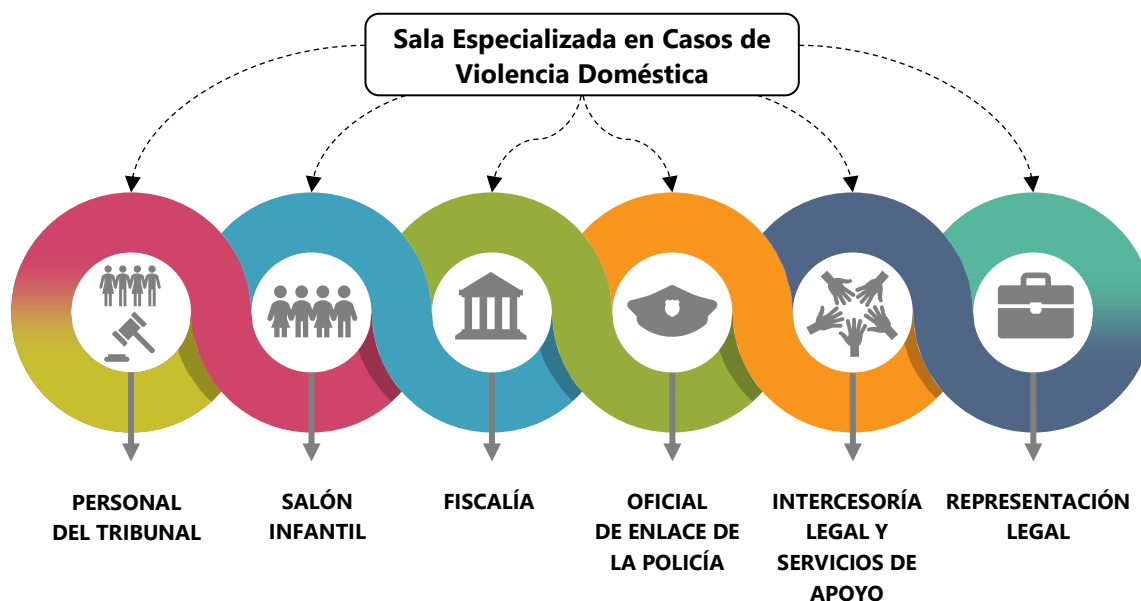 Sala Especializada en Casos de
Violencia Doméstica
PERSONAL
DEL TRIBUNAL
SALÓN
INFANTIL
FISCALÍA
OFICIAL
DE ENLACE DE
LA POLICÍA
INTERCESORÍA
LEGAL Y
SERVICIOS DE
APOYO
REPRESENTACIÓN
LEGAL